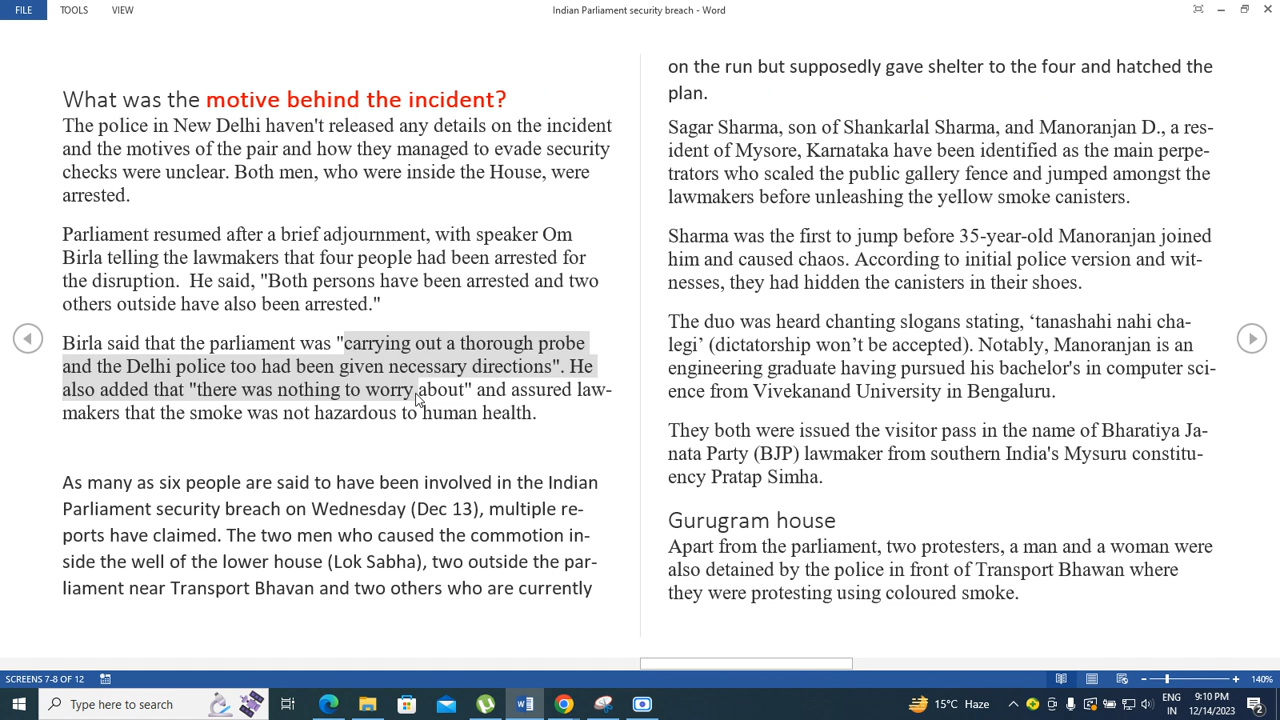 FILE TOOLS VIEW
Indian Parliament security breach - Word
What was the motive behind the incident?
The police in New Delhi haven't released any details on the incident
and the motives of the pair and how they managed to evade security
checks were unclear. Both men, who were inside the House, were
arrested.
Parliament resumed after a brief adjournment, with speaker Om
Birla telling the lawmakers that four people had been arrested for
the disruption.  He said, "Both persons have been arrested and two
others outside have also been arrested."
Birla said that the parliament was "carrying out a thorough probe
and the Delhi police too had been given necessary directions". He
also added that "there was nothing to worry about" and assured law-
makers that the smoke was not hazardous to human health.
As many as six people are said to have been involved in the Indian
Parliament security breach on Wednesday (Dec 13), multiple re-
ports have claimed. The two men who caused the commotion in-
side the well of the lower house (Lok Sabha), two outside the par-
liament near Transport Bhavan and two others who are currently
on the run but supposedly gave shelter to the four and hatched the
plan.
Sagar Sharma, son of Shankarlal Sharma, and Manoranjan D., a res-
ident of Mysore, Karnataka have been identified as the main perpe-
trators who scaled the public gallery fence and jumped amongst the
lawmakers before unleashing the yellow smoke canisters.
Sharma was the first to jump before 35-year-old Manoranjan joined
him and caused chaos. According to initial police version and wit-
nesses, they had hidden the canisters in their shoes.
The duo was heard chanting slogans stating, ‘tanashahi nahi cha-
legi’ (dictatorship won’t be accepted). Notably, Manoranjan is an
engineering graduate having pursued his bachelor's in computer sci-
ence from Vivekanand University in Bengaluru.
They both were issued the visitor pass in the name of Bharatiya Ja-
nata Party (BJP) lawmaker from southern India's Mysuru constitu-
ency Pratap Simha.
Gurugram house
Apart from the parliament, two protesters, a man and a woman were
also detained by the police in front of Transport Bhawan where
they were protesting using coloured smoke.
SCREENS 7-8 OF 12
140%
Type here to search
15°C Haze
ENG
IN
9:10 PM
12/14/2023
2